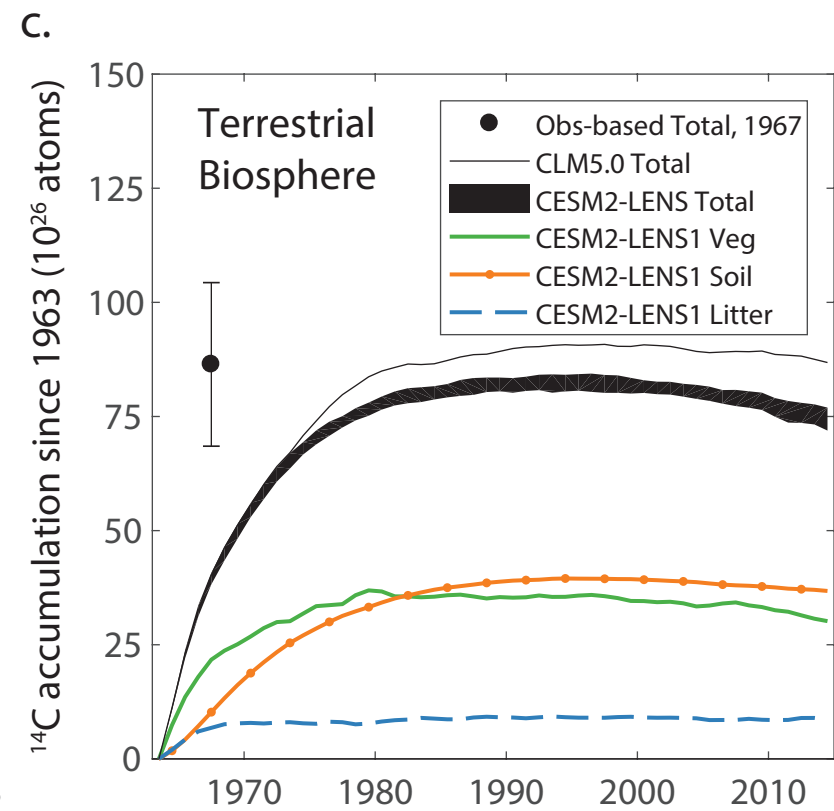 C.
Terrestrial
Biosphere
Obs-based Total, 1967
CLM5.0 Total
CESM2-LENS Total
CESM2-LENS1 Veg
CESM2-LENS1 Soil
CESM2-LENS1 Litter
¹⁴C accumulation since 1963 (10²⁶ atoms)
150
125
100
75
50
25
0
1970 1980 1990 2000 2010